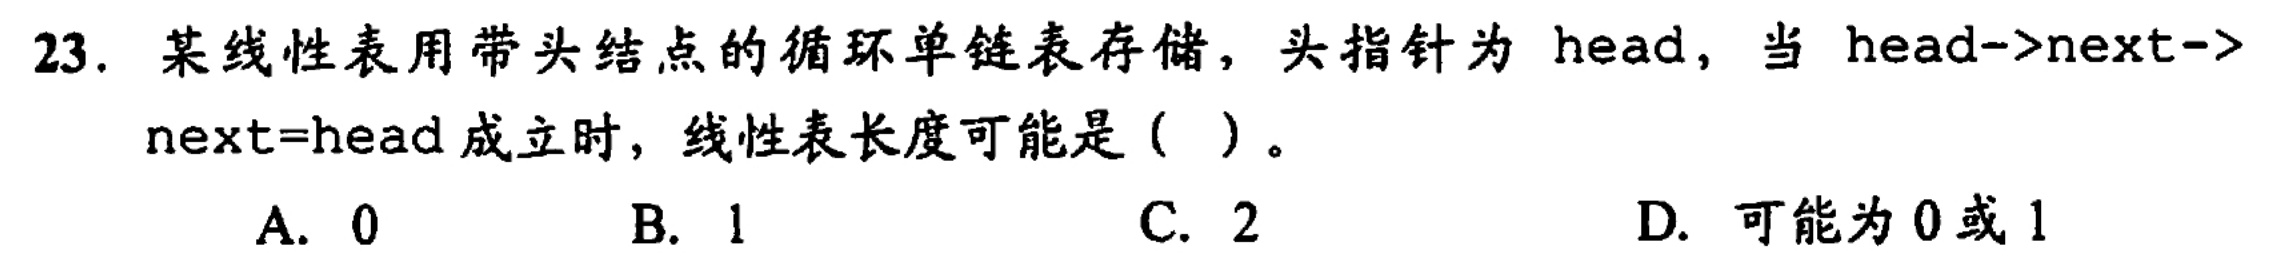 23. 某线性表用带头结点的循环单链表存储，头指针为 head，当 head->next->
next=head 成立时，线性表长度可能是（ ）。
A. 0 B. 1 C. 2 D. 可能为 0 或 1